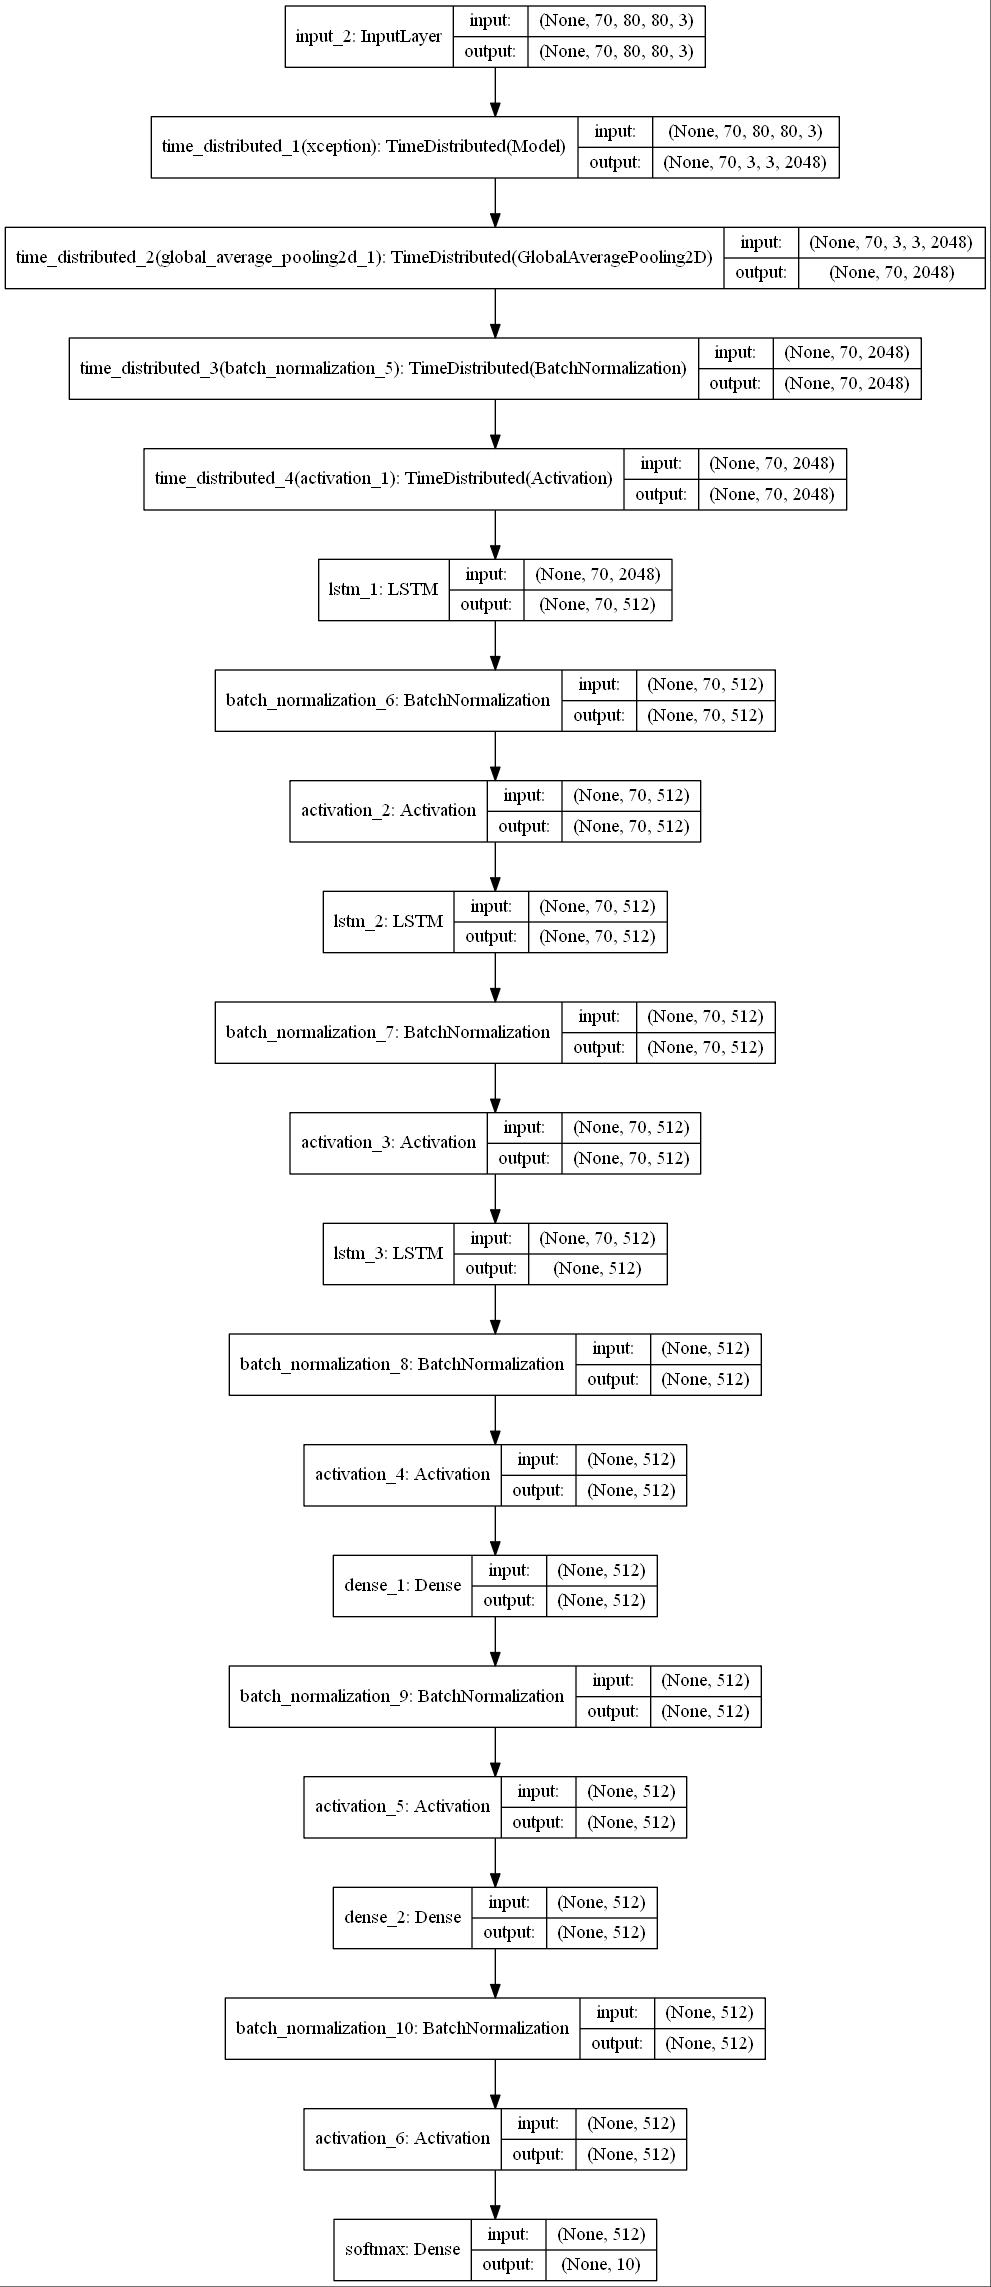 input_2: InputLayer
input: (None, 70, 80, 80, 3)
output: (None, 70, 80, 80, 3)
time_distributed_1(xception): TimeDistributed(Model)
input: (None, 70, 80, 80, 3)
output: (None, 70, 3, 3, 2048)
time_distributed_2(global_average_pooling2d_1): TimeDistributed(GlobalAveragePooling2D)
input: (None, 70, 3, 3, 2048)
output: (None, 70, 2048)
time_distributed_3(batch_normalization_5): TimeDistributed(BatchNormalization)
input: (None, 70, 2048)
output: (None, 70, 2048)
time_distributed_4(activation_1): TimeDistributed(Activation)
input: (None, 70, 2048)
output: (None, 70, 2048)
lstm_1: LSTM
input: (None, 70, 2048)
output: (None, 70, 512)
batch_normalization_6: BatchNormalization
input: (None, 70, 512)
output: (None, 70, 512)
activation_2: Activation
input: (None, 70, 512)
output: (None, 70, 512)
lstm_2: LSTM
input: (None, 70, 512)
output: (None, 70, 512)
batch_normalization_7: BatchNormalization
input: (None, 70, 512)
output: (None, 70, 512)
activation_3: Activation
input: (None, 70, 512)
output: (None, 70, 512)
lstm_3: LSTM
input: (None, 70, 512)
output: (None, 512)
batch_normalization_8: BatchNormalization
input: (None, 512)
output: (None, 512)
activation_4: Activation
input: (None, 512)
output: (None, 512)
dense_1: Dense
input: (None, 512)
output: (None, 512)
batch_normalization_9: BatchNormalization
input: (None, 512)
output: (None, 512)
activation_5: Activation
input: (None, 512)
output: (None, 512)
dense_2: Dense
input: (None, 512)
output: (None, 512)
batch_normalization_10: BatchNormalization
input: (None, 512)
output: (None, 512)
activation_6: Activation
input: (None, 512)
output: (None, 512)
softmax: Dense
input: (None, 512)
output: (None, 10)